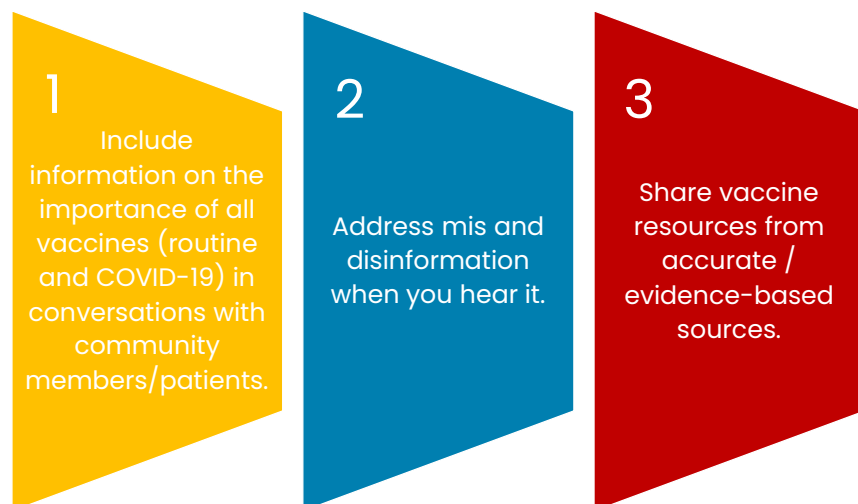 1
Include
information on the
importance of all
vaccines (routine
and COVID-19) in
conversations with
community
members/patients.
2
Address mis and
disinformation
when you hear it.
3
Share vaccine
resources from
accurate /
evidence-based
sources.